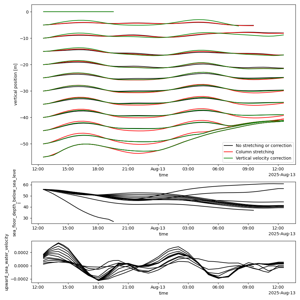 0
−10
−20
−30
−40
−50
vertical position [m]
No stretching or correction
Column stretching
Vertical velocity correction
12:00 15:00 18:00 21:00 Aug-13 03:00 06:00 09:00 12:00
time
2025-Aug-13
sea_floor_depth_below_sea_level
60
40
12:00 15:00 18:00 21:00 Aug-13 03:00 06:00 09:00 12:00
time
2025-Aug-13
upward_sea_water_velocity
0.0002
0.0000
12:00 15:00 18:00 21:00 Aug-13 03:00 06:00 09:00 12:00
time
2025-Aug-13